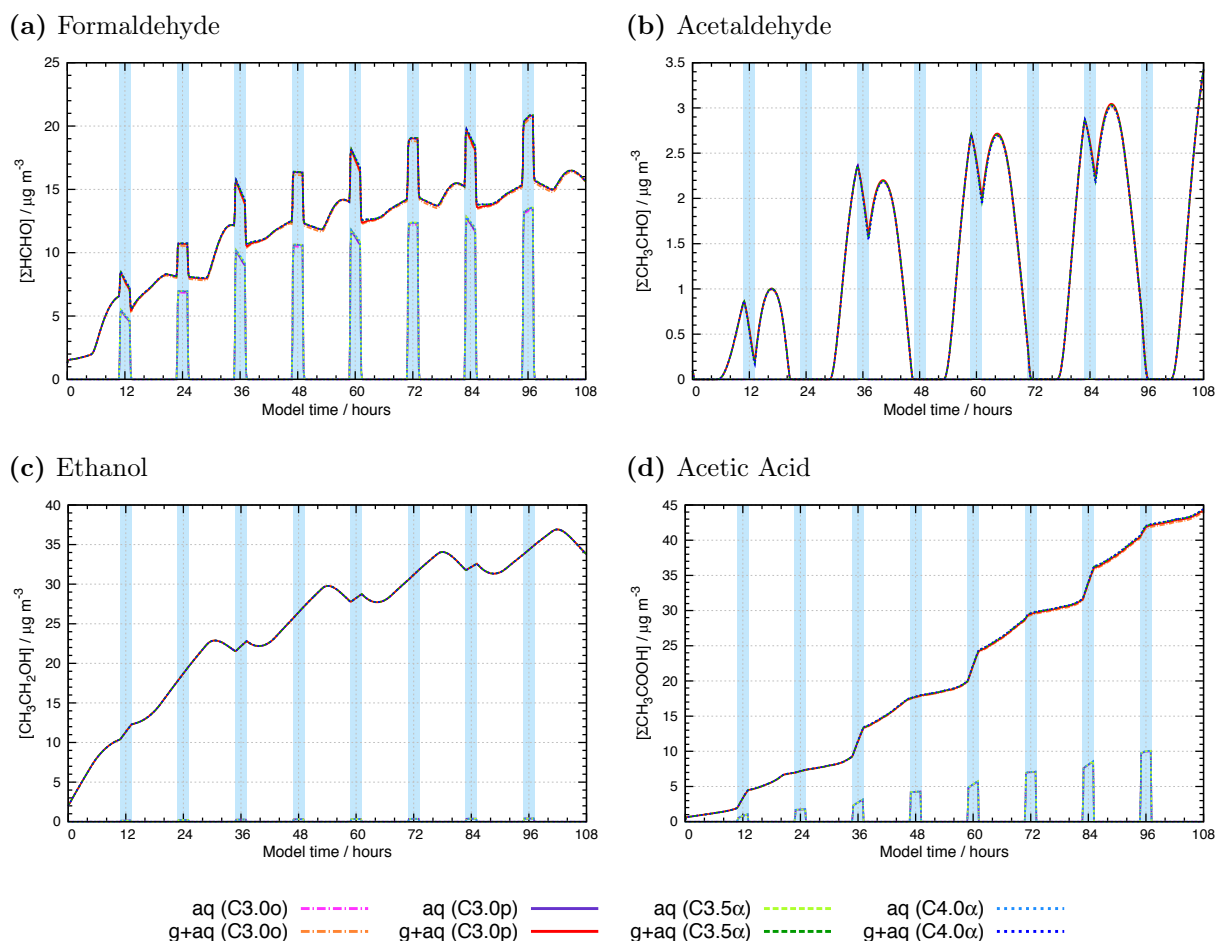 (a) Formaldehyde
25
20
15
10
5
0
[ΣHCHO] / μg m⁻³
0 12 24 36 48 60 72 84 96 108
Model time / hours
(b) Acetaldehyde
3.5
3
2.5
2
1.5
1
0.5
0
[ΣCH₃CHO] / μg m⁻³
0 12 24 36 48 60 72 84 96 108
Model time / hours
(c) Ethanol
40
35
30
25
20
15
10
5
0
[CH₃CH₂OH] / μg m⁻³
0 12 24 36 48 60 72 84 96 108
Model time / hours
(d) Acetic Acid
45
40
35
30
25
20
15
10
5
0
[ΣCH₃COOH] / μg m⁻³
0 12 24 36 48 60 72 84 96 108
Model time / hours
aq (C3.0o) aq (C3.0p) aq (C3.5α) aq (C4.0α)
g+aq (C3.0o) g+aq (C3.0p) g+aq (C3.5α) g+aq (C4.0α)